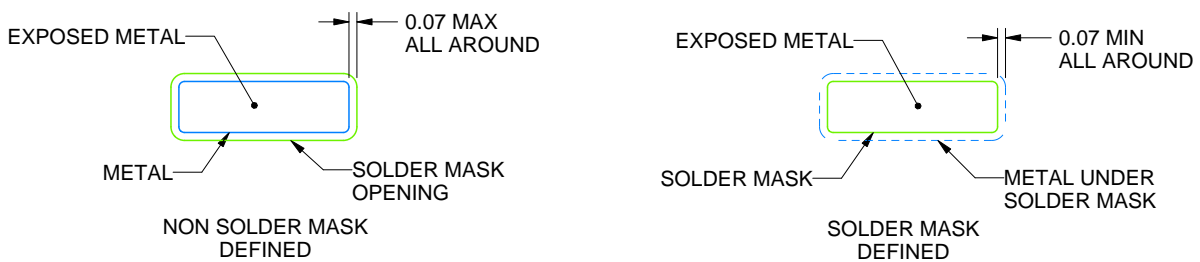 EXPOSED METAL
0.07 MAX
ALL AROUND
METAL
SOLDER MASK
OPENING
NON SOLDER MASK
DEFINED
EXPOSED METAL
0.07 MIN
ALL AROUND
SOLDER MASK
METAL UNDER
SOLDER MASK
SOLDER MASK
DEFINED